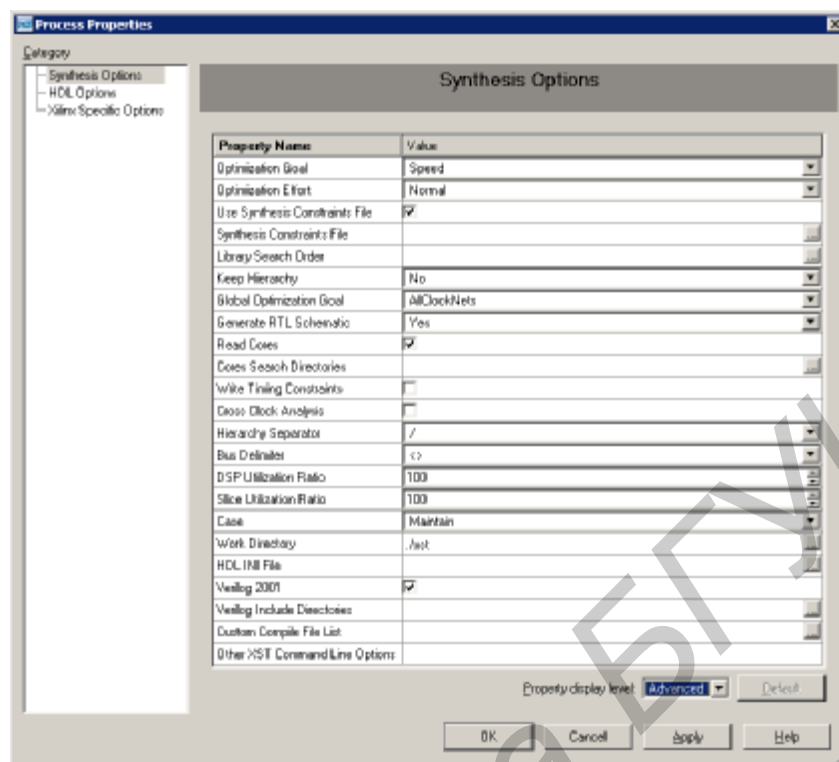 Process Properties
Category
Synthesis Options
HDL Options
Xilinx Specific Options
Synthesis Options
Property Name Value
Optimization Goal Speed
Optimization Effort Normal
Use Synthesis Constraints File
Synthesis Constraints File
Library Search Order
Keep Hierarchy No
Global Optimization Goal AllClockNets
Generate RTL Schematic Yes
Read Cores
Cores Search Directories
Write Timing Constraints
Cross Clock Analysis
Hierarchy Separator /
Bus Delimiter <>
DSP Utilization Ratio 100
Slice Utilization Ratio 100
Case Maintain
Work Directory ./xst
HDL INI File
Verilog 2001
Verilog Include Directories
Custom Compile File List
Other XST Command Line Options
Property display level: Advanced Default
OK Cancel Apply Help